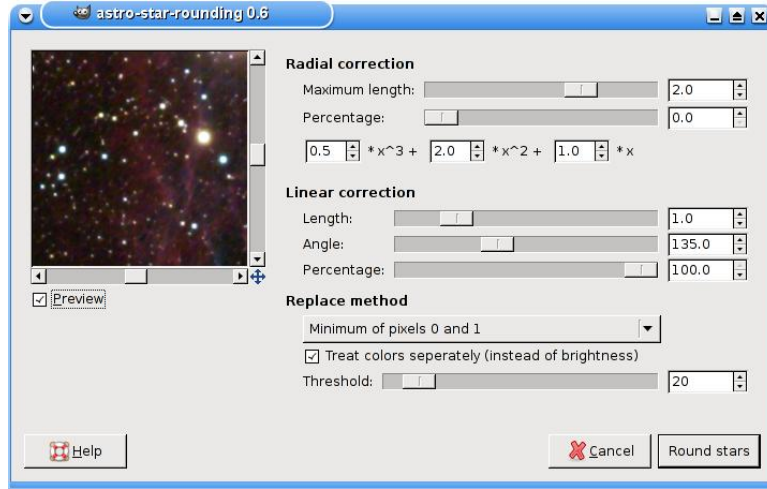 astro-star-rounding 0.6
Radial correction
Maximum length: 2.0
Percentage: 0.0
0.5 *x^3 + 2.0 *x^2 + 1.0 *x
Linear correction
Length: 1.0
Angle: 135.0
Percentage: 100.0
Preview
Replace method
Minimum of pixels 0 and 1
Treat colors seperately (instead of brightness)
Threshold: 20
Help Cancel Round stars